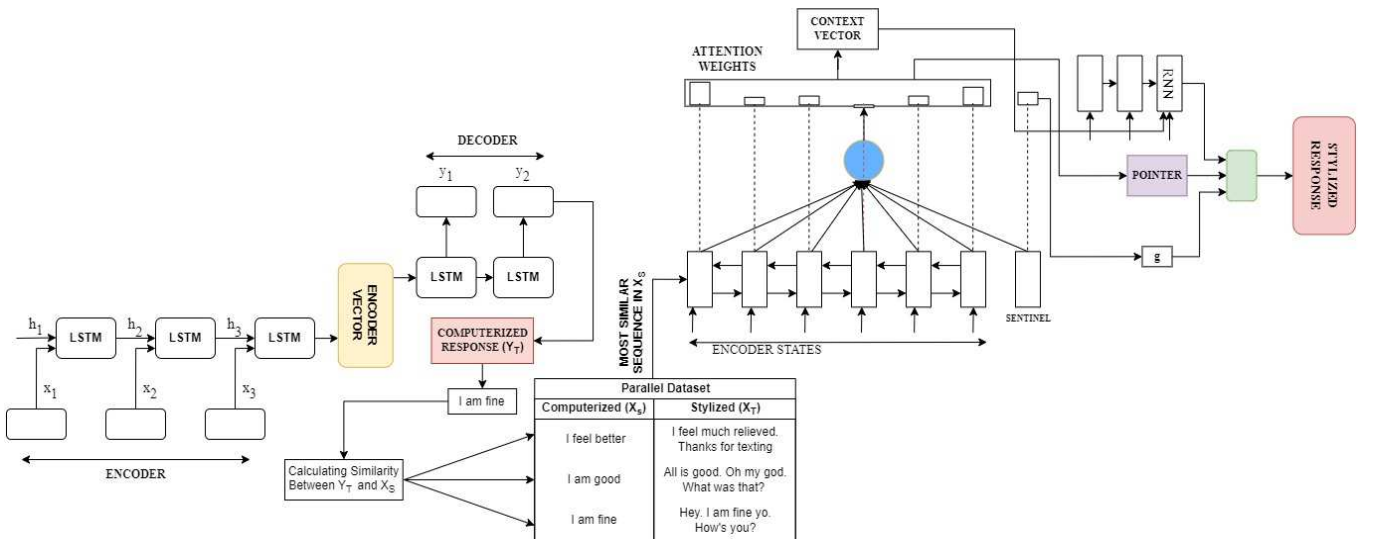 CONTEXT
VECTOR
ATTENTION
WEIGHTS
RNN
DECODER
y1
y2
POINTER
STYLIZED
RESPONSE
LSTM
LSTM
ENCODER
VECTOR
g
h1
LSTM
h2
LSTM
h3
LSTM
COMPUTERIZED
RESPONSE (YT)
MOST SIMILAR
SEQUENCE IN XS
SENTINEL
ENCODER STATES
x1
x2
x3
I am fine
ENCODER
Calculating Similarity
Between YT and XS
Parallel Dataset
Computerized (Xs)
Stylized (XT)
I feel better
I feel much relieved.
Thanks for texting
I am good
All is good. Oh my god.
What was that?
I am fine
Hey. I am fine yo.
How's you?